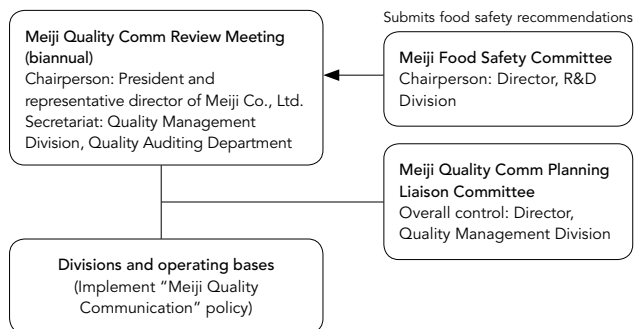 Meiji Quality Comm Review Meeting
(biannual)
Chairperson: President and
representative director of Meiji Co., Ltd.
Secretariat: Quality Management
Division, Quality Auditing Department
Submits food safety recommendations
Meiji Food Safety Committee
Chairperson: Director, R&D
Division
Meiji Quality Comm Planning
Liaison Committee
Overall control: Director,
Quality Management Division
Divisions and operating bases
(Implement “Meiji Quality
Communication” policy)